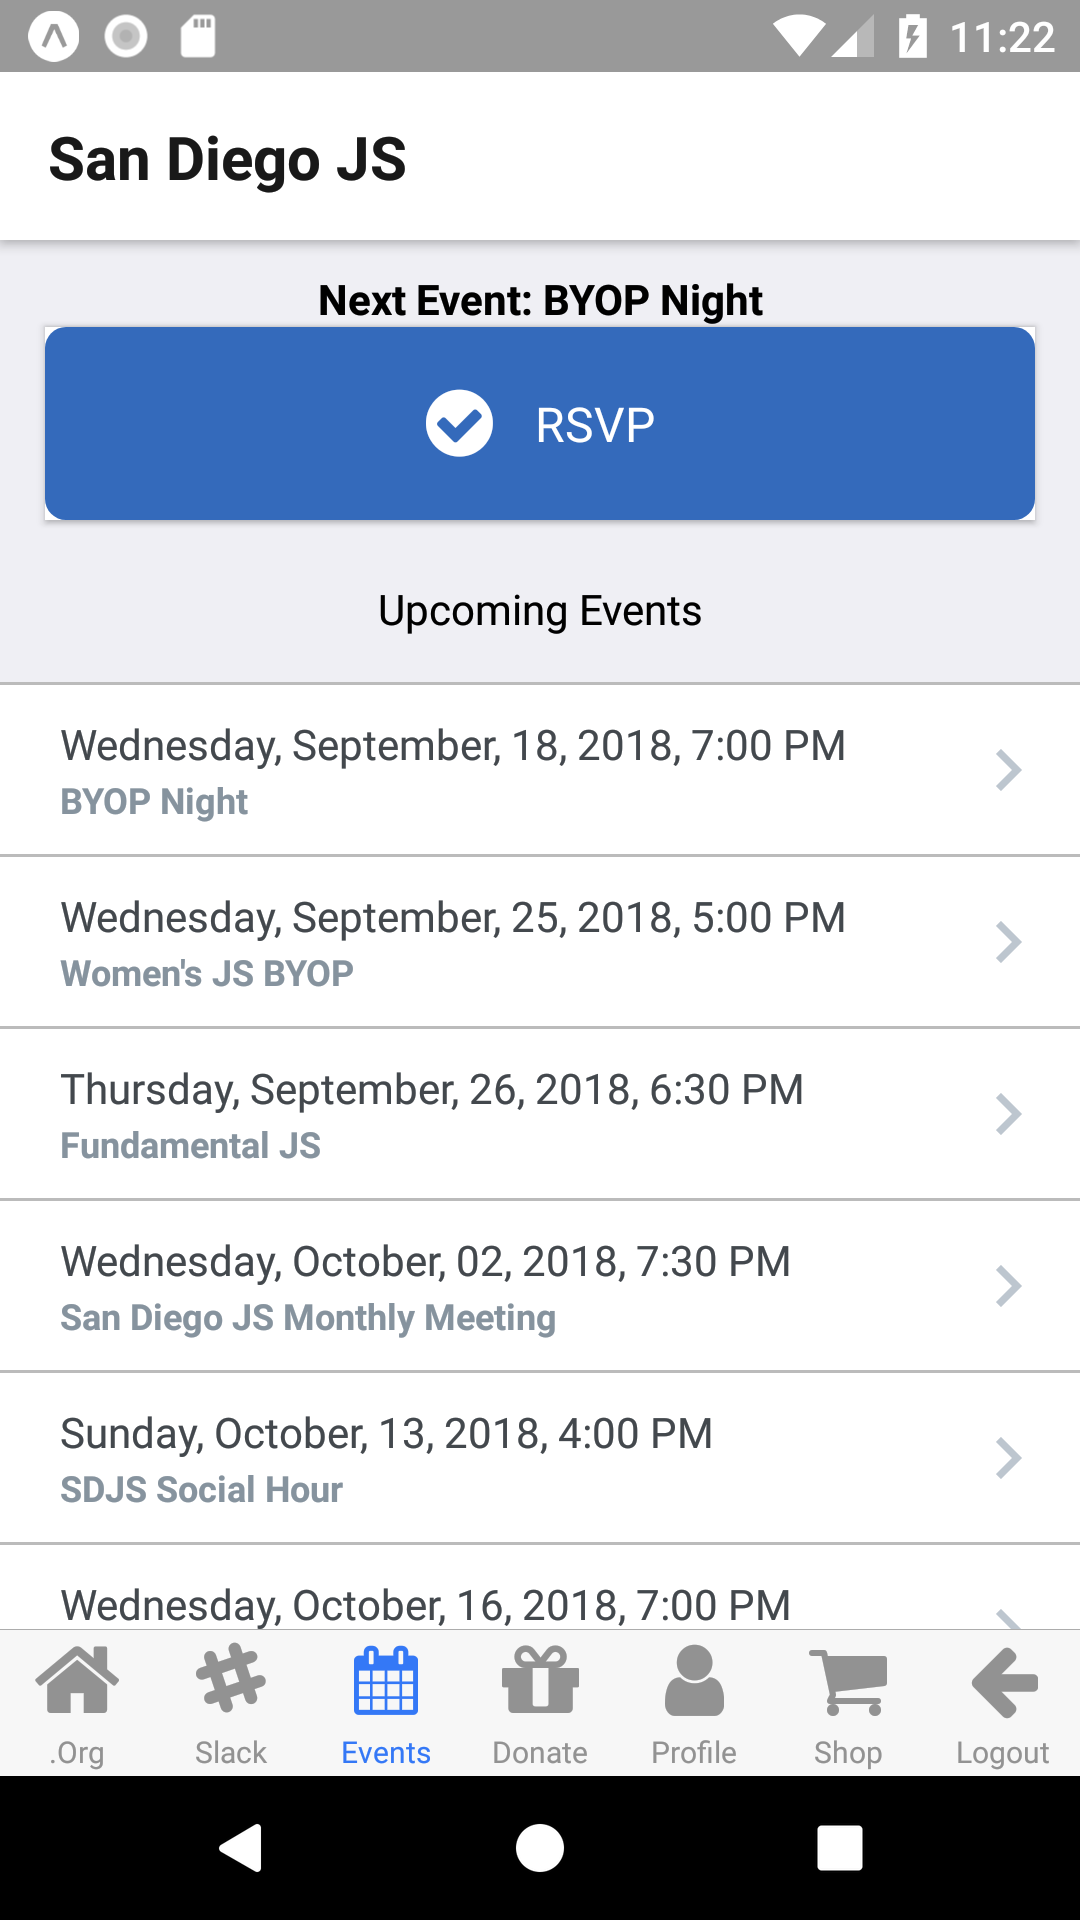 11:22
San Diego JS
Next Event: BYOP Night
RSVP
Upcoming Events
Wednesday, September, 18, 2018, 7:00 PM
BYOP Night
Wednesday, September, 25, 2018, 5:00 PM
Women's JS BYOP
Thursday, September, 26, 2018, 6:30 PM
Fundamental JS
Wednesday, October, 02, 2018, 7:30 PM
San Diego JS Monthly Meeting
Sunday, October, 13, 2018, 4:00 PM
SDJS Social Hour
Wednesday, October, 16, 2018, 7:00 PM
.Org Slack Events Donate Profile Shop Logout